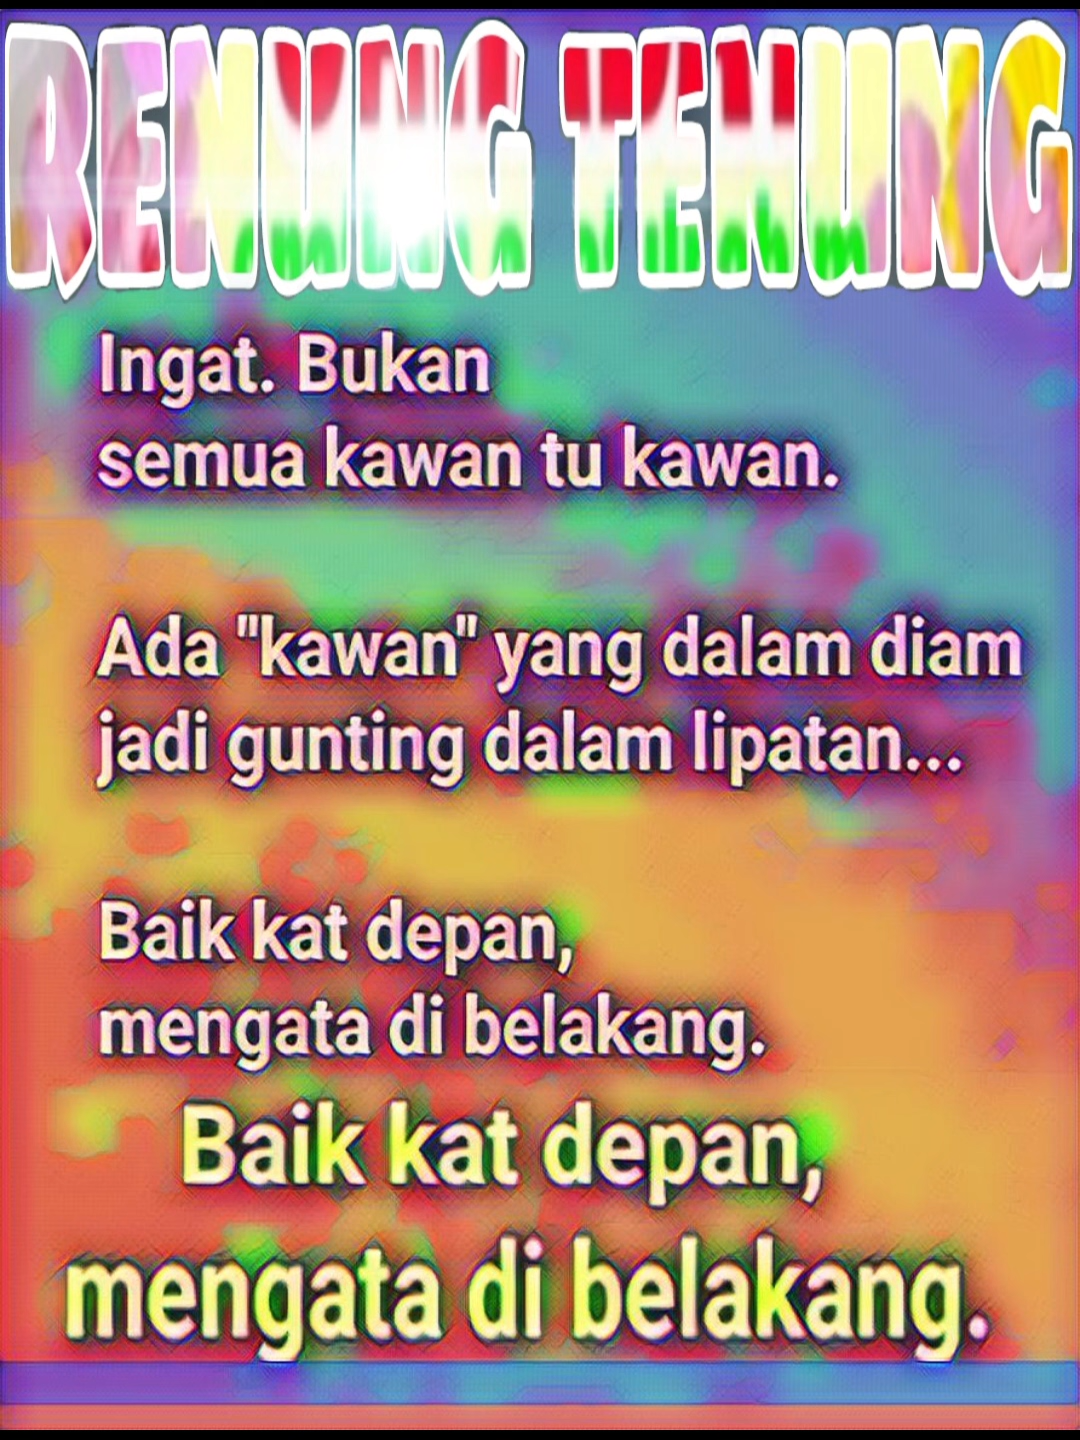 RENUNG TENUNG
Ingat. Bukan
semua kawan tu kawan.
Ada "kawan" yang dalam diam
jadi gunting dalam lipatan...
Baik kat depan,
mengata di belakang.
Baik kat depan,
mengata di belakang.